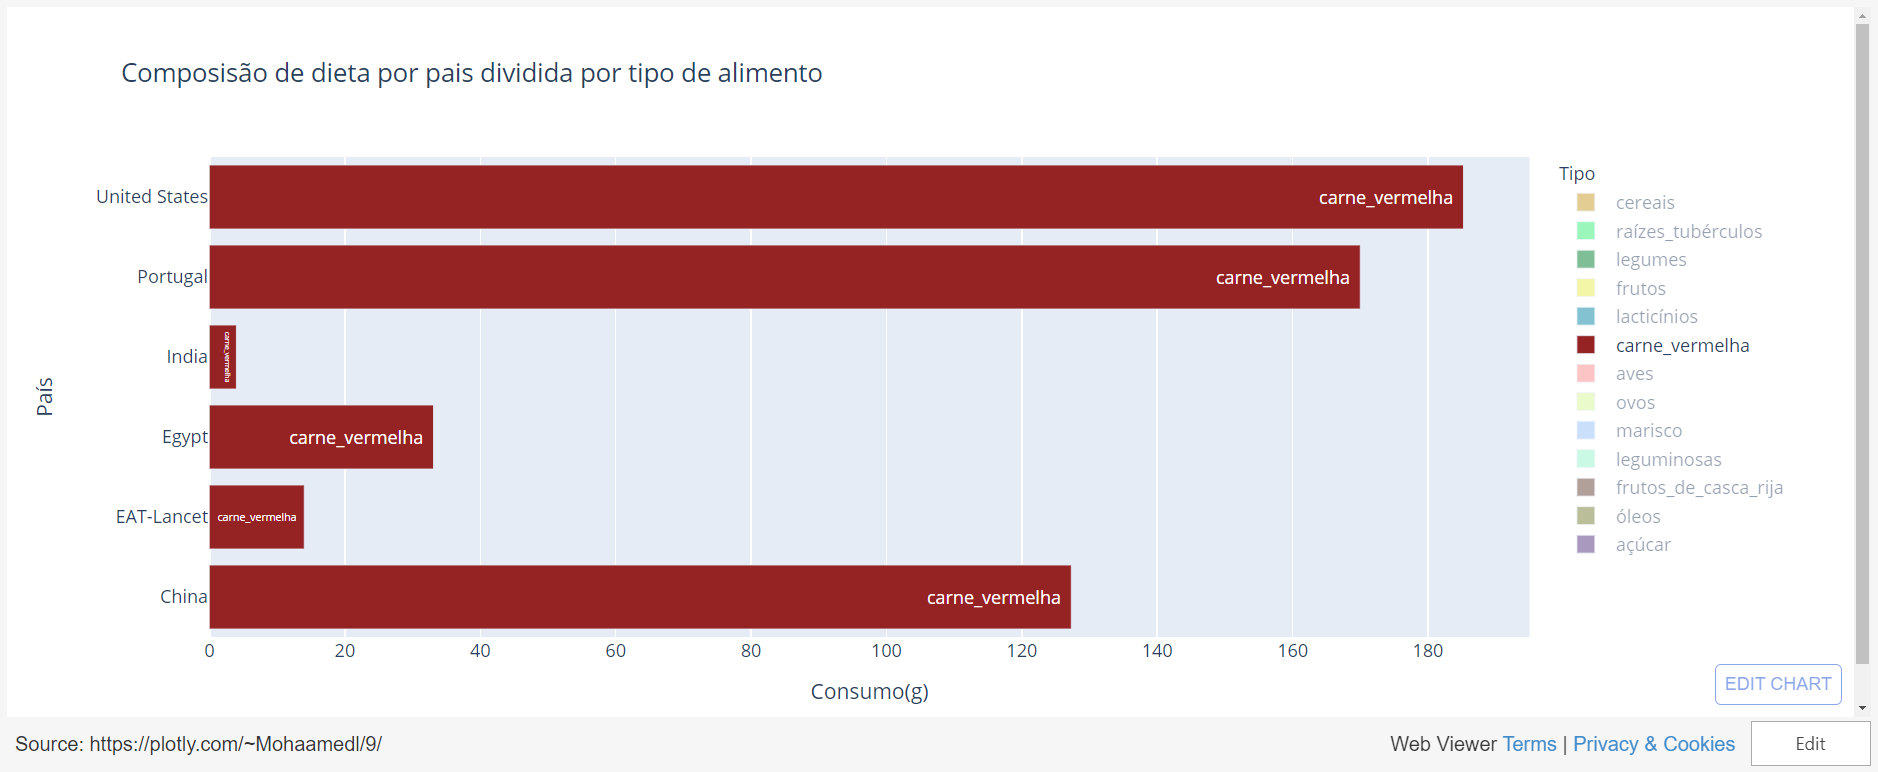 Composisão de dieta por pais dividida por tipo de alimento
País
United States
carne_vermelha
Portugal
carne_vermelha
India
carne_vermelha
Egypt
carne_vermelha
EAT-Lancet
carne_vermelha
China
carne_vermelha
0 20 40 60 80 100 120 140 160 180
Consumo(g)
Tipo
cereais
raízes_tubérculos
legumes
frutos
lacticínios
carne_vermelha
aves
ovos
marisco
leguminosas
frutos_de_casca_rija
óleos
açúcar
EDIT CHART
Source: https://plotly.com/~Mohaamedl/9/
Web Viewer Terms | Privacy & Cookies
Edit